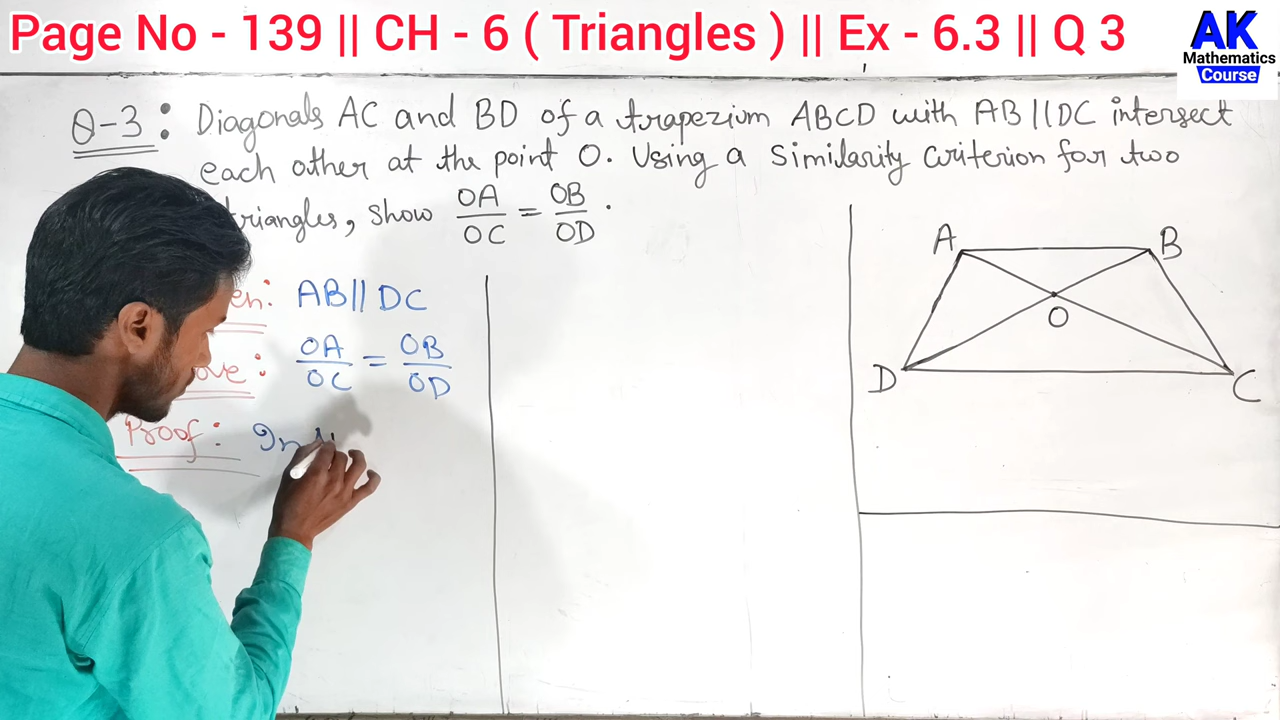 Page No - 139 || CH - 6 ( Triangles ) || Ex - 6.3 || Q 3
AK
Mathematics
Course
Q-3: Diagonals AC and BD of a trapezium ABCD with AB || DC intersect
each other at the point O. Using a Similarity Criterion for two
triangles, show OA/OC = OB/OD.
AB || DC
OA/OC = OB/OD
Proof: In
A B
O
D C